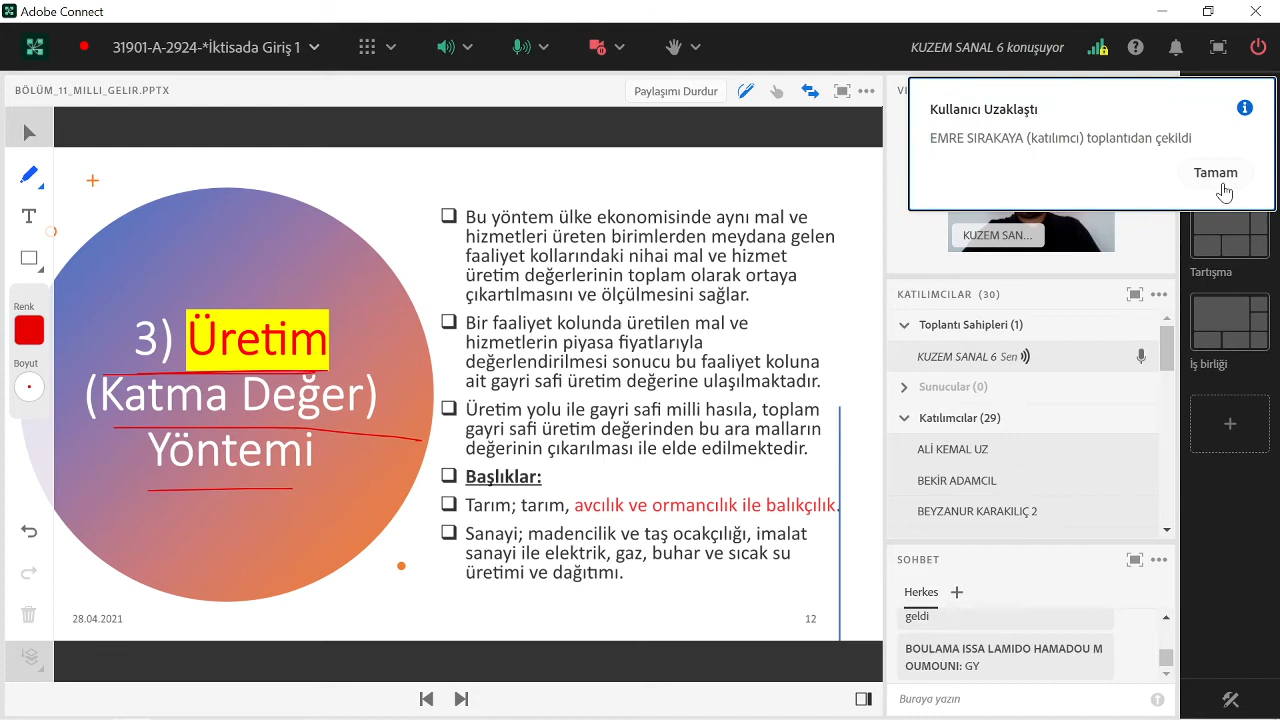 Adobe Connect
31901-A-2924-*İktisada Giriş 1
KUZEM SANAL 6 konuşuyor
BÖLÜM_11_MILLI_GELIR.PPTX
Paylaşımı Durdur
Kullanıcı Uzaklaştı
EMRE SIRAKAYA (katılımcı) toplantıdan çekildi
Tamam
KUZEM SAN...
Tartışma
İş birliği
Renk
Boyut
3) Üretim
(Katma Değer)
Yöntemi
Bu yöntem ülke ekonomisinde aynı mal ve
hizmetleri üreten birimlerden meydana gelen
faaliyet kollarındaki nihai mal ve hizmet
üretim değerlerinin toplam olarak ortaya
çıkartılmasını ve ölçülmesini sağlar.
Bir faaliyet kolunda üretilen mal ve
hizmetlerin piyasa fiyatlarıyla
değerlendirilmesi sonucu bu faaliyet koluna
ait gayri safi üretim değerine ulaşılmaktadır.
Üretim yolu ile gayri safi milli hasıla, toplam
gayri safi üretim değerinden bu ara malların
değerinin çıkarılması ile elde edilmektedir.
Başlıklar:
Tarım; tarım, avcılık ve ormancılık ile balıkçılık.
Sanayi; madencilik ve taş ocakçılığı, imalat
sanayi ile elektrik, gaz, buhar ve sıcak su
üretimi ve dağıtımı.
28.04.2021
12
KATILIMCILAR (30)
Toplantı Sahipleri (1)
KUZEM SANAL 6 Sen
Sunucular (0)
Katılımcılar (29)
ALİ KEMAL UZ
BEKİR ADAMCIL
BEYZANUR KARAKILIÇ 2
SOHBET
Herkes
geldi
BOULAMA ISSA LAMIDO HAMADOU M
OUMOUNI: GY
Buraya yazın